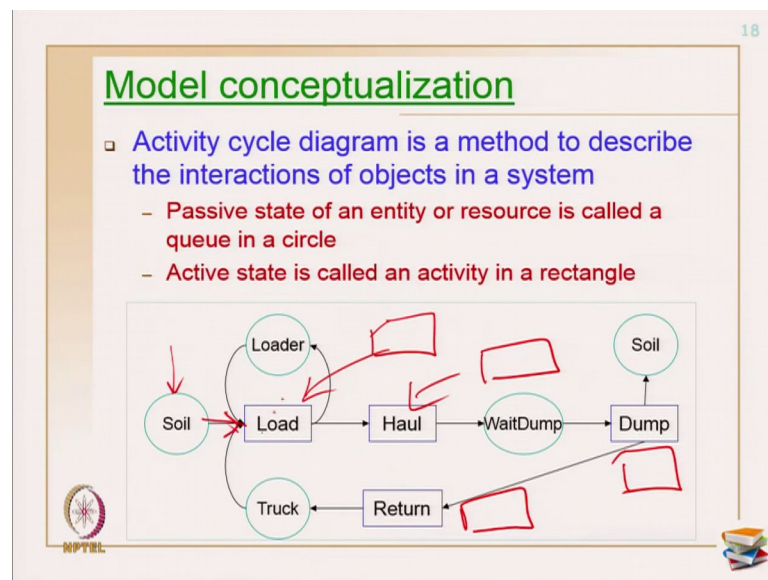 18
Model conceptualization
Activity cycle diagram is a method to describe
the interactions of objects in a system
– Passive state of an entity or resource is called a
queue in a circle
– Active state is called an activity in a rectangle
Loader
Soil
Soil
Load
Haul
WaitDump
Dump
Truck
Return
NPTEL